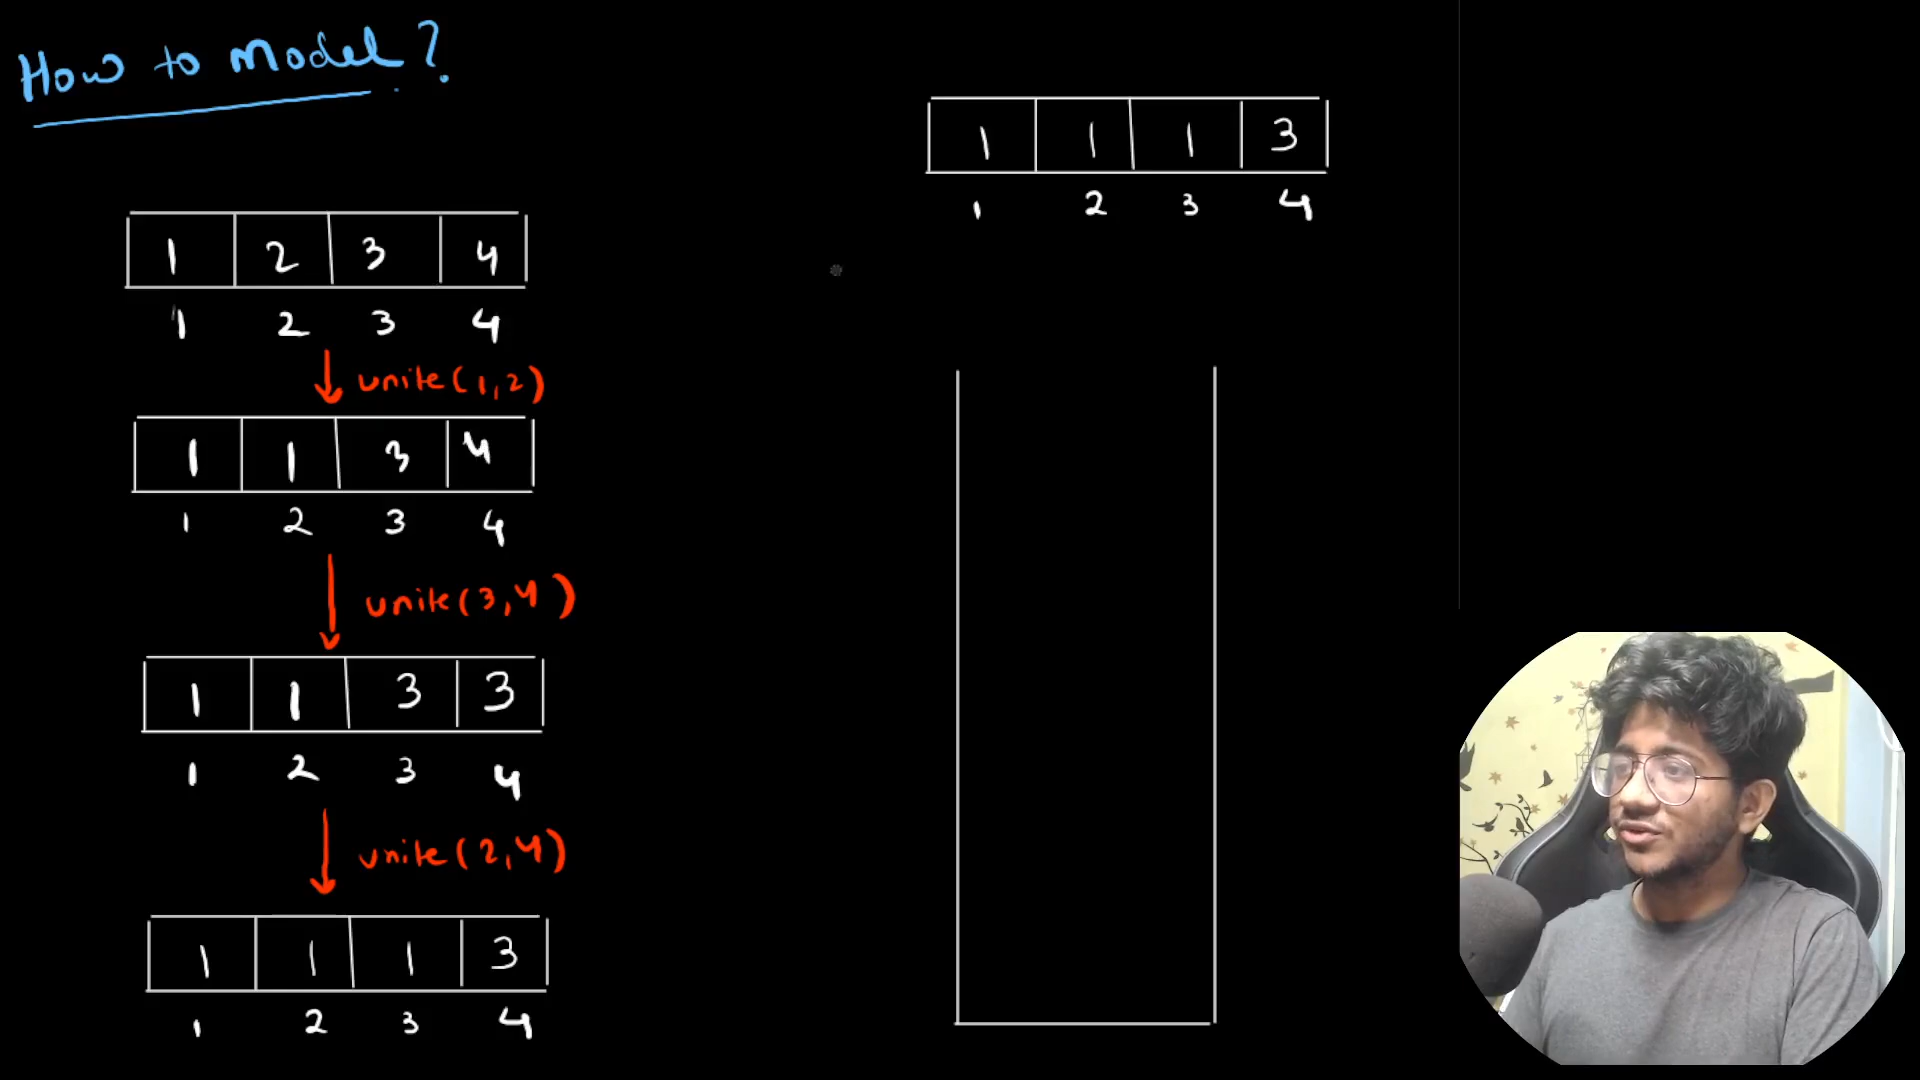 How to Model?
1 2 3 4
1 2 3 4
unite(1,2)
1 1 3 4
1 2 3 4
unite(3,4)
1 1 3 3
1 2 3 4
unite(2,4)
1 1 1 3
1 2 3 4
1 1 1 3
1 2 3 4